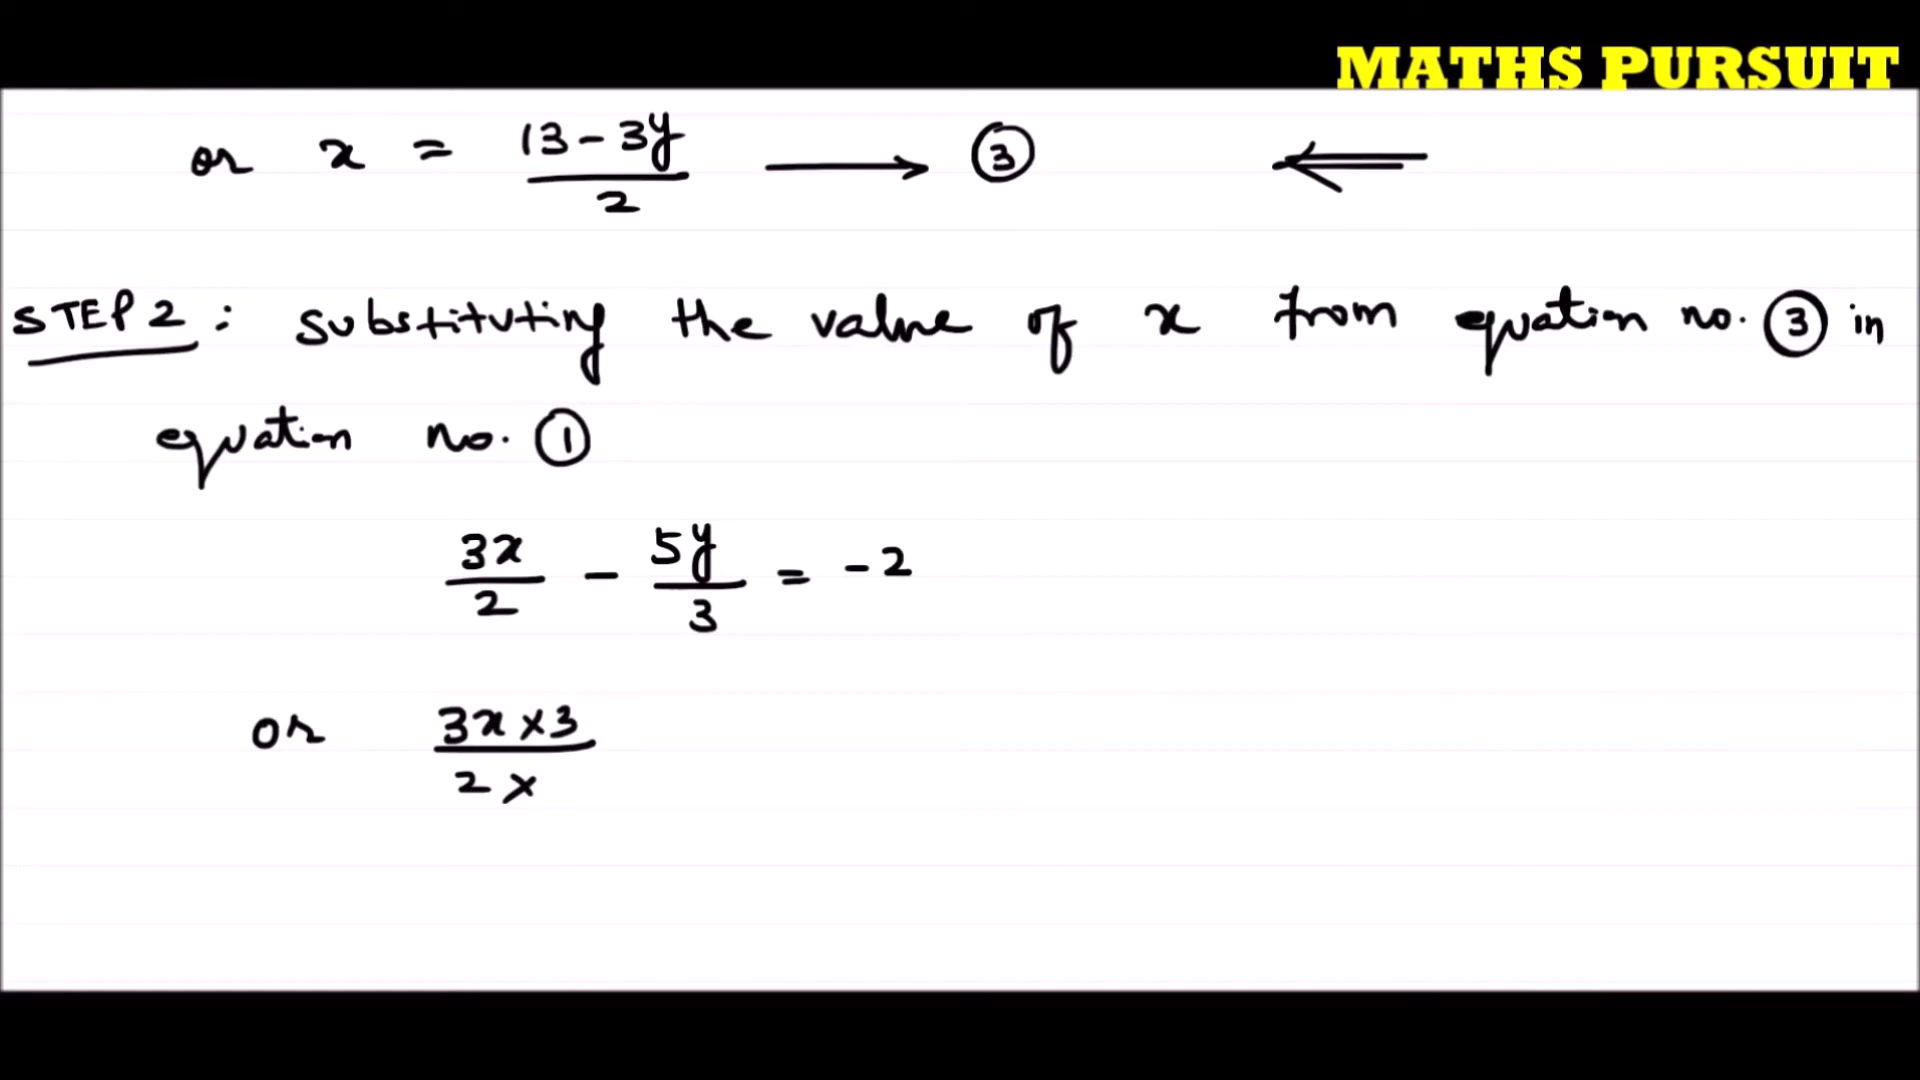 MATHS PURSUIT
or x = (13 - 3y)/2 ⟶ ③ ⟸
STEP 2 : substituting the value of x from equation no. ③ in
equation no. ①
3x/2 - 5y/3 = -2
or (3x × 3)/(2 ×